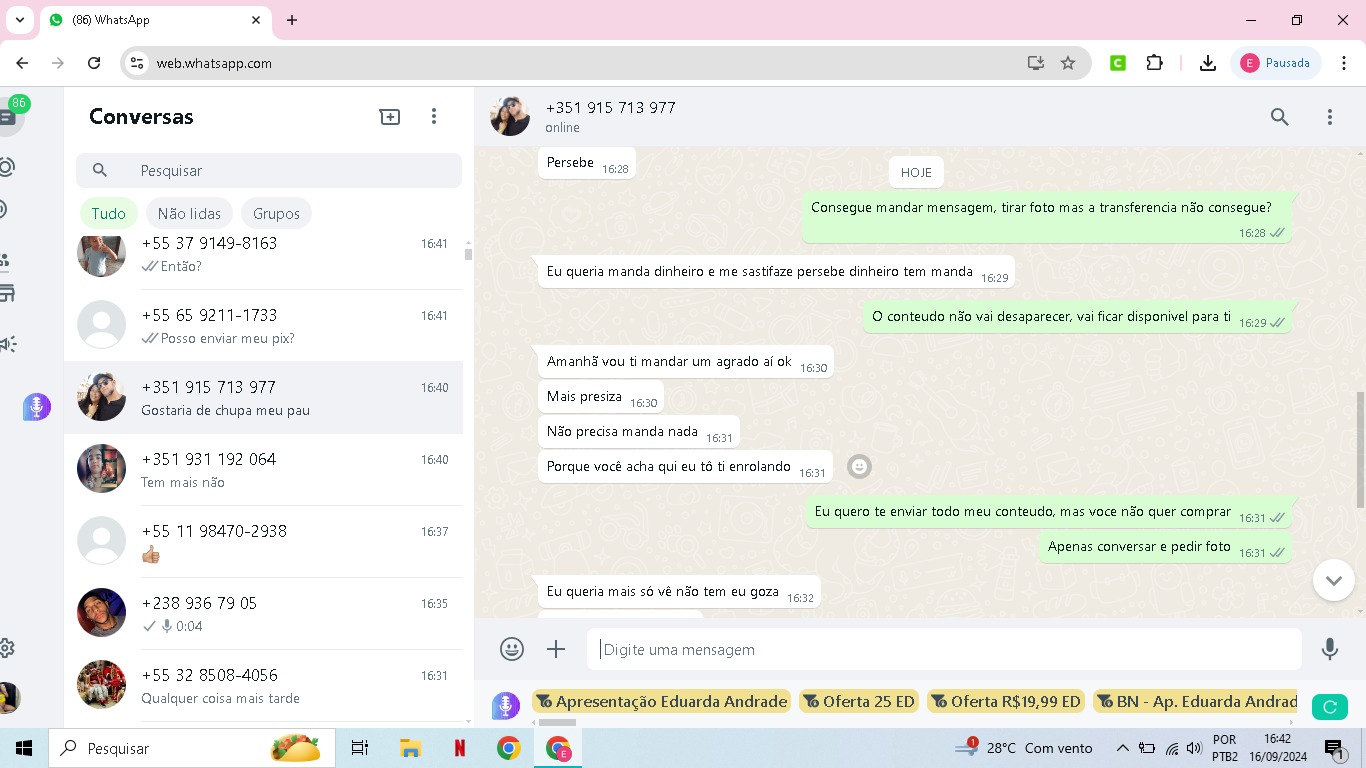 (86) WhatsApp
web.whatsapp.com
Pausada
E
86
Conversas
Pesquisar
Tudo
Não lidas
Grupos
+55 37 9149-8163
16:41
Então?
+55 65 9211-1733
16:41
Posso enviar meu pix?
+351 915 713 977
16:40
Gostaria de chupa meu pau
+351 931 192 064
16:40
Tem mais não
+55 11 98470-2938
16:37
+238 936 79 05
16:35
0:04
+55 32 8508-4056
16:31
Qualquer coisa mais tarde
+351 915 713 977
online
Persebe 16:28
HOJE
Consegue mandar mensagem, tirar foto mas a transferencia não consegue?
16:28
Eu queria manda dinheiro e me sastifaze persebe dinheiro tem manda 16:29
O conteudo não vai desaparecer, vai ficar disponivel para ti 16:29
Amanhã vou ti mandar um agrado aí ok 16:30
Mais presiza 16:30
Não precisa manda nada 16:31
Porque você acha qui eu tô ti enrolando 16:31
Eu quero te enviar todo meu conteudo, mas voce não quer comprar 16:31
Apenas conversar e pedir foto 16:31
Eu queria mais só vê não tem eu goza 16:32
Digite uma mensagem
Apresentação Eduarda Andrade
Oferta 25 ED
Oferta R$19,99 ED
BN - Ap. Eduarda Andrad
Pesquisar
28°C Com vento
POR
PTB2
16:42
16/09/2024